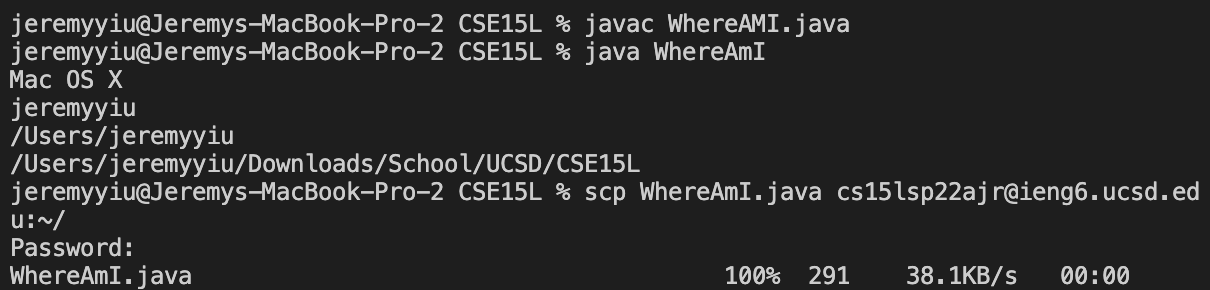 jeremyyiu@Jeremys-MacBook-Pro-2 CSE15L % javac WhereAMI.java
jeremyyiu@Jeremys-MacBook-Pro-2 CSE15L % java WhereAmI
Mac OS X
jeremyyiu
/Users/jeremyyiu
/Users/jeremyyiu/Downloads/School/UCSD/CSE15L
jeremyyiu@Jeremys-MacBook-Pro-2 CSE15L % scp WhereAmI.java cs15lsp22ajr@ieng6.ucsd.ed
u:~/
Password:
WhereAmI.java 100% 291 38.1KB/s 00:00